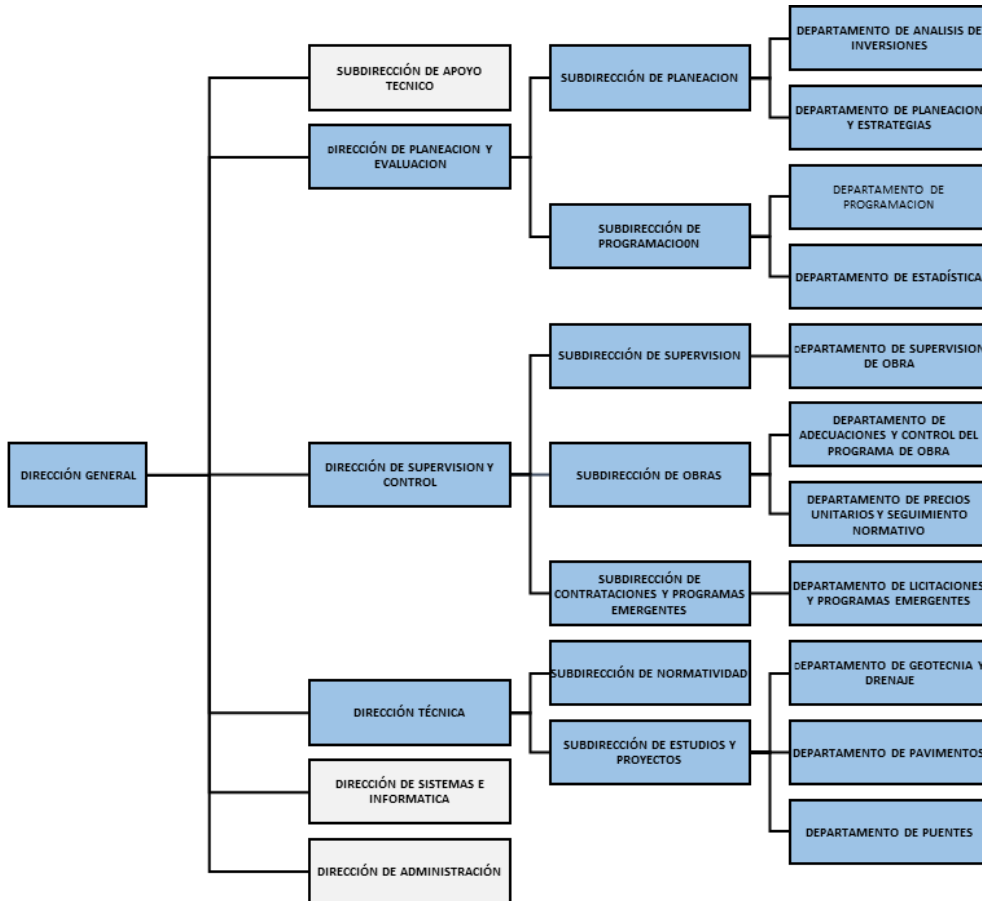 DEPARTAMENTO DE ANALISIS DE
INVERSIONES
SUBDIRECCIÓN DE APOYO
TECNICO
SUBDIRECCIÓN DE PLANEACION
DEPARTAMENTO DE PLANEACION
Y ESTRATEGIAS
DIRECCIÓN DE PLANEACION Y
EVALUACION
DEPARTAMENTO DE
PROGRAMACION
SUBDIRECCIÓN DE
PROGRAMACIO0N
DEPARTAMENTO DE ESTADÍSTICA
SUBDIRECCIÓN DE SUPERVISION
DEPARTAMENTO DE SUPERVISION
DE OBRA
DEPARTAMENTO DE
ADECUACIONES Y CONTROL DEL
PROGRAMA DE OBRA
DIRECCIÓN GENERAL
DIRECCIÓN DE SUPERVISION Y
CONTROL
SUBDIRECCIÓN DE OBRAS
DEPARTAMENTO DE PRECIOS
UNITARIOS Y SEGUIMIENTO
NORMATIVO
SUBDIRECCIÓN DE
CONTRATACIONES Y PROGRAMAS
EMERGENTES
DEPARTAMENTO DE LICITACIONES
Y PROGRAMAS EMERGENTES
SUBDIRECCIÓN DE NORMATIVIDAD
DEPARTAMENTO DE GEOTECNIA Y
DRENAJE
DIRECCIÓN TÉCNICA
SUBDIRECCIÓN DE ESTUDIOS Y
PROYECTOS
DEPARTAMENTO DE PAVIMENTOS
DIRECCIÓN DE SISTEMAS E
INFORMATICA
DEPARTAMENTO DE PUENTES
DIRECCIÓN DE ADMINISTRACIÓN